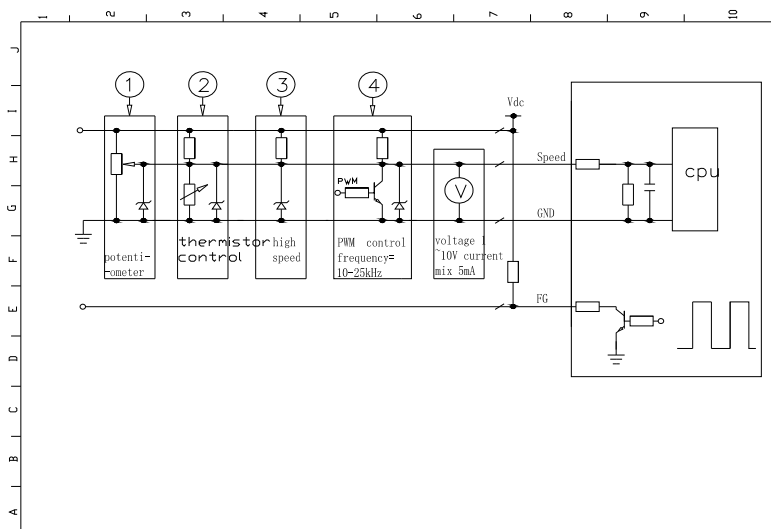 1 2 3 4 5 6 7 8 9 10
J
I
H
G
F
E
D
C
B
A
1 2 3 4
Vdc
Speed
GND
FG
cpu
PWM
V
potenti-
-ometer
thermistor
control
high
speed
PWM control
frequency=
10-25kHz
voltage 1
~10V current
mix 5mA